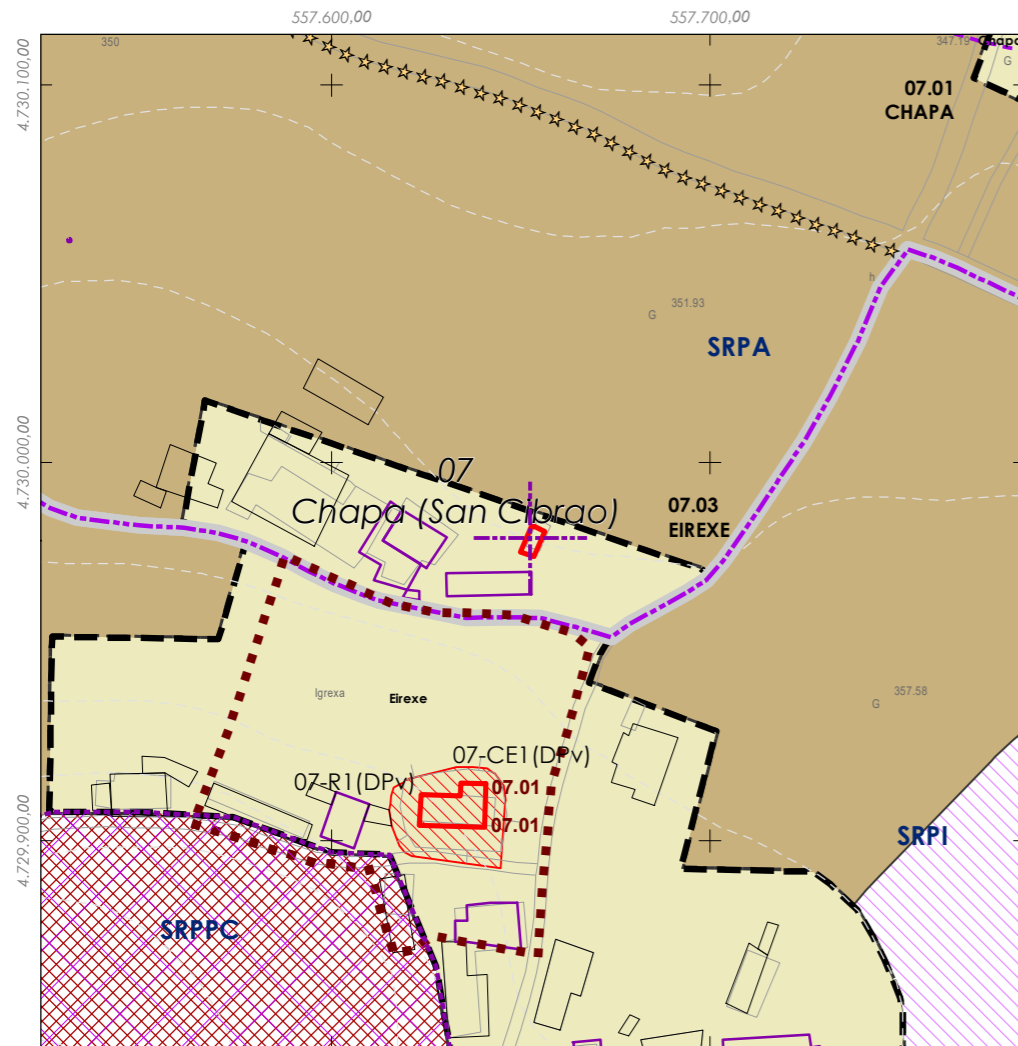 557.600,00
557.700,00
350
347.19
Chapa
G
4.730.100,00
07.01
CHAPA
h
351.93
G
SRPA
4.730.000,00
07
Chapa (San Cibrao)
07.03
EIREXE
Igrexa
Eirexe
357.58
G
07-CE1(DPv)
07-R1(DPv)
07.01
07.01
4.729.900,00
SRPI
SRPPC